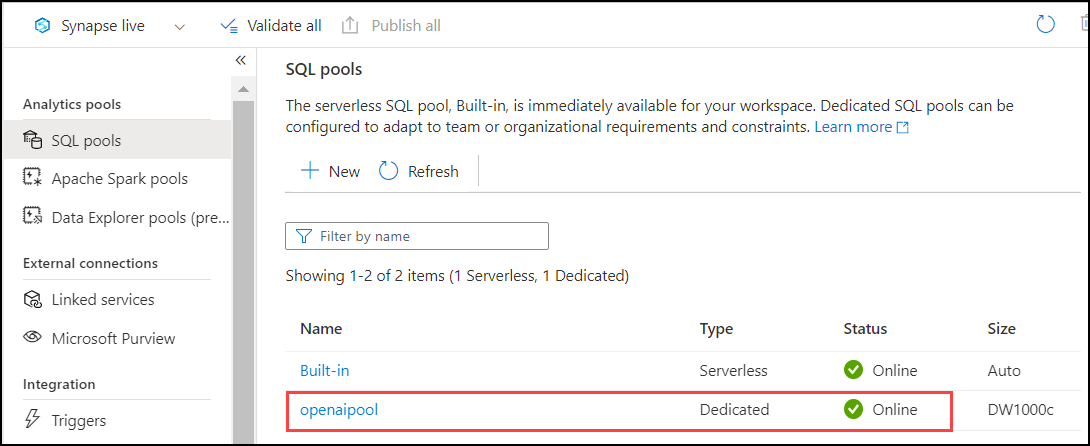 Synapse live
Validate all
Publish all
Analytics pools
SQL pools
Apache Spark pools
Data Explorer pools (pre...
External connections
Linked services
Microsoft Purview
Integration
Triggers
SQL pools
The serverless SQL pool, Built-in, is immediately available for your workspace. Dedicated SQL pools can be
configured to adapt to team or organizational requirements and constraints. Learn more
New Refresh
Filter by name
Showing 1-2 of 2 items (1 Serverless, 1 Dedicated)
Name Type Status Size
Built-in Serverless Online Auto
openaipool Dedicated Online DW1000c